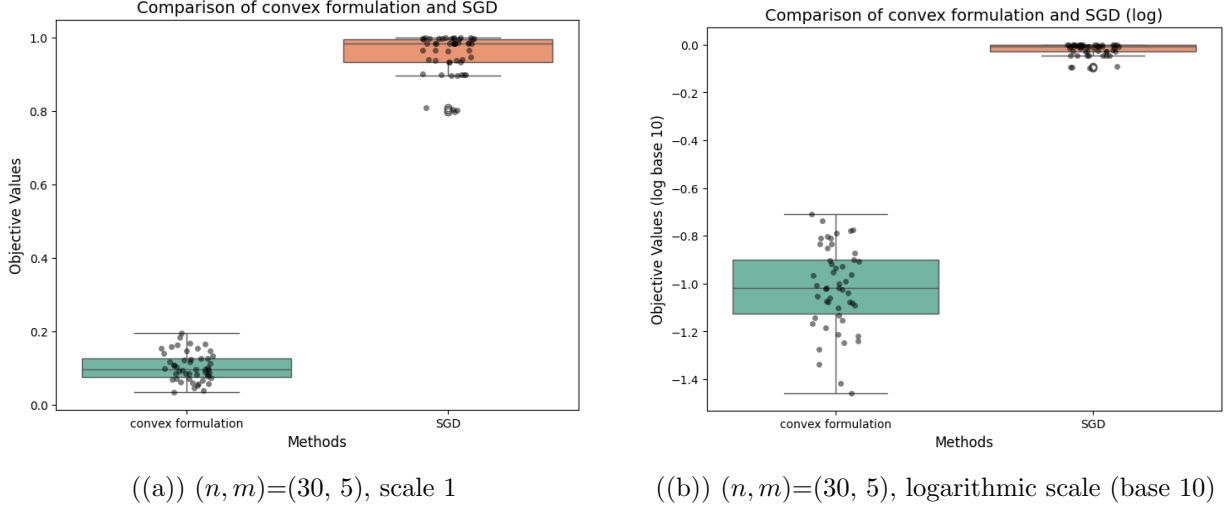 Comparison of convex formulation and SGD
1.0
0.8
0.6
0.4
0.2
0.0
Objective Values
convex formulation
SGD
Methods
((a)) (n, m)=(30, 5), scale 1
Comparison of convex formulation and SGD (log)
0.0
−0.2
−0.4
−0.6
−0.8
−1.0
−1.2
−1.4
Objective Values (log base 10)
convex formulation
SGD
Methods
((b)) (n, m)=(30, 5), logarithmic scale (base 10)